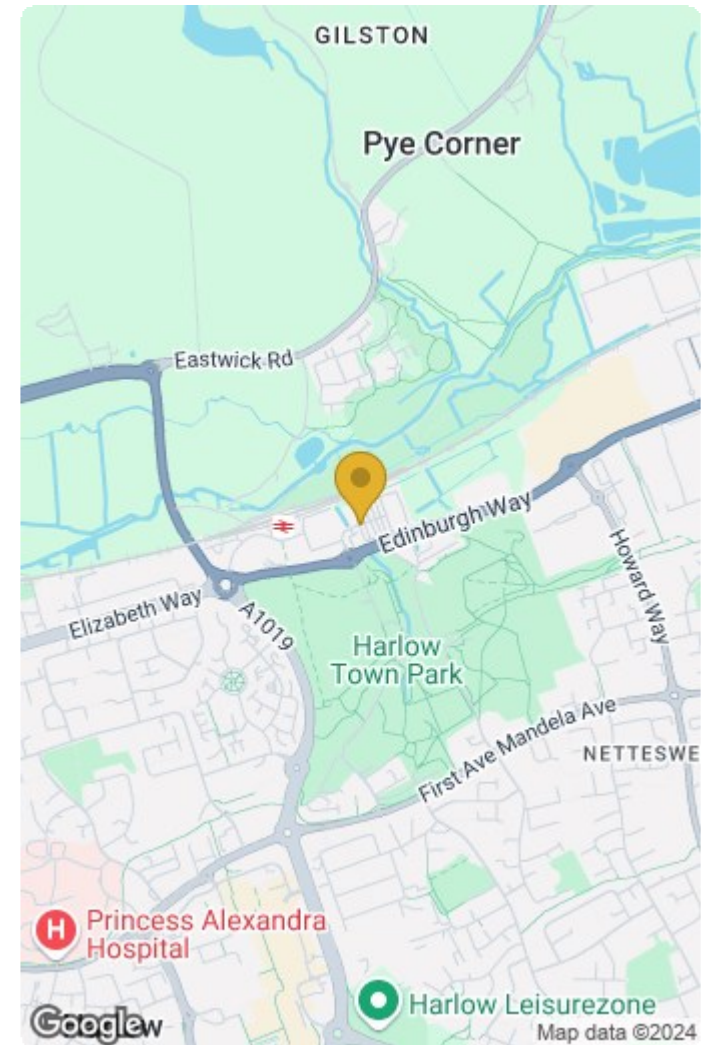 GILSTON
Pye Corner
Eastwick Rd
Edinburgh Way
Howard Way
Elizabeth Way
A1019
Harlow
Town Park
First Ave Mandela Ave
NETTESWE
H
Princess Alexandra
Hospital
Harlow Leisurezone
Google
Map data ©2024